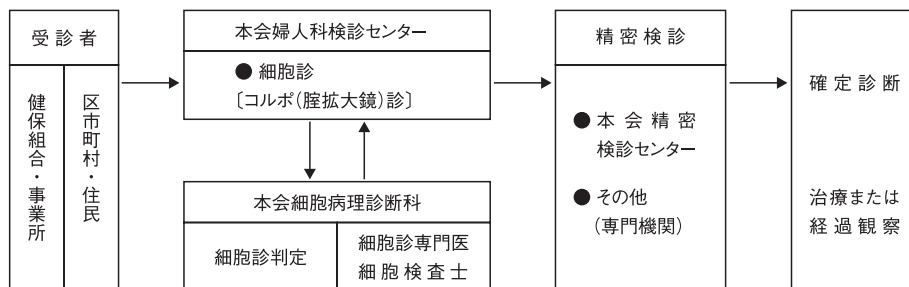 受診者
健保組合・事業所
区市町村・住民
本会婦人科検診センター
● 細胞診
〔コルポ(腟拡大鏡)診〕
本会細胞病理診断科
細胞診判定
細胞診専門医
細胞検査士
精密検診
● 本会精密
検診センター
● その他
(専門機関)
確定診断
治療または
経過観察